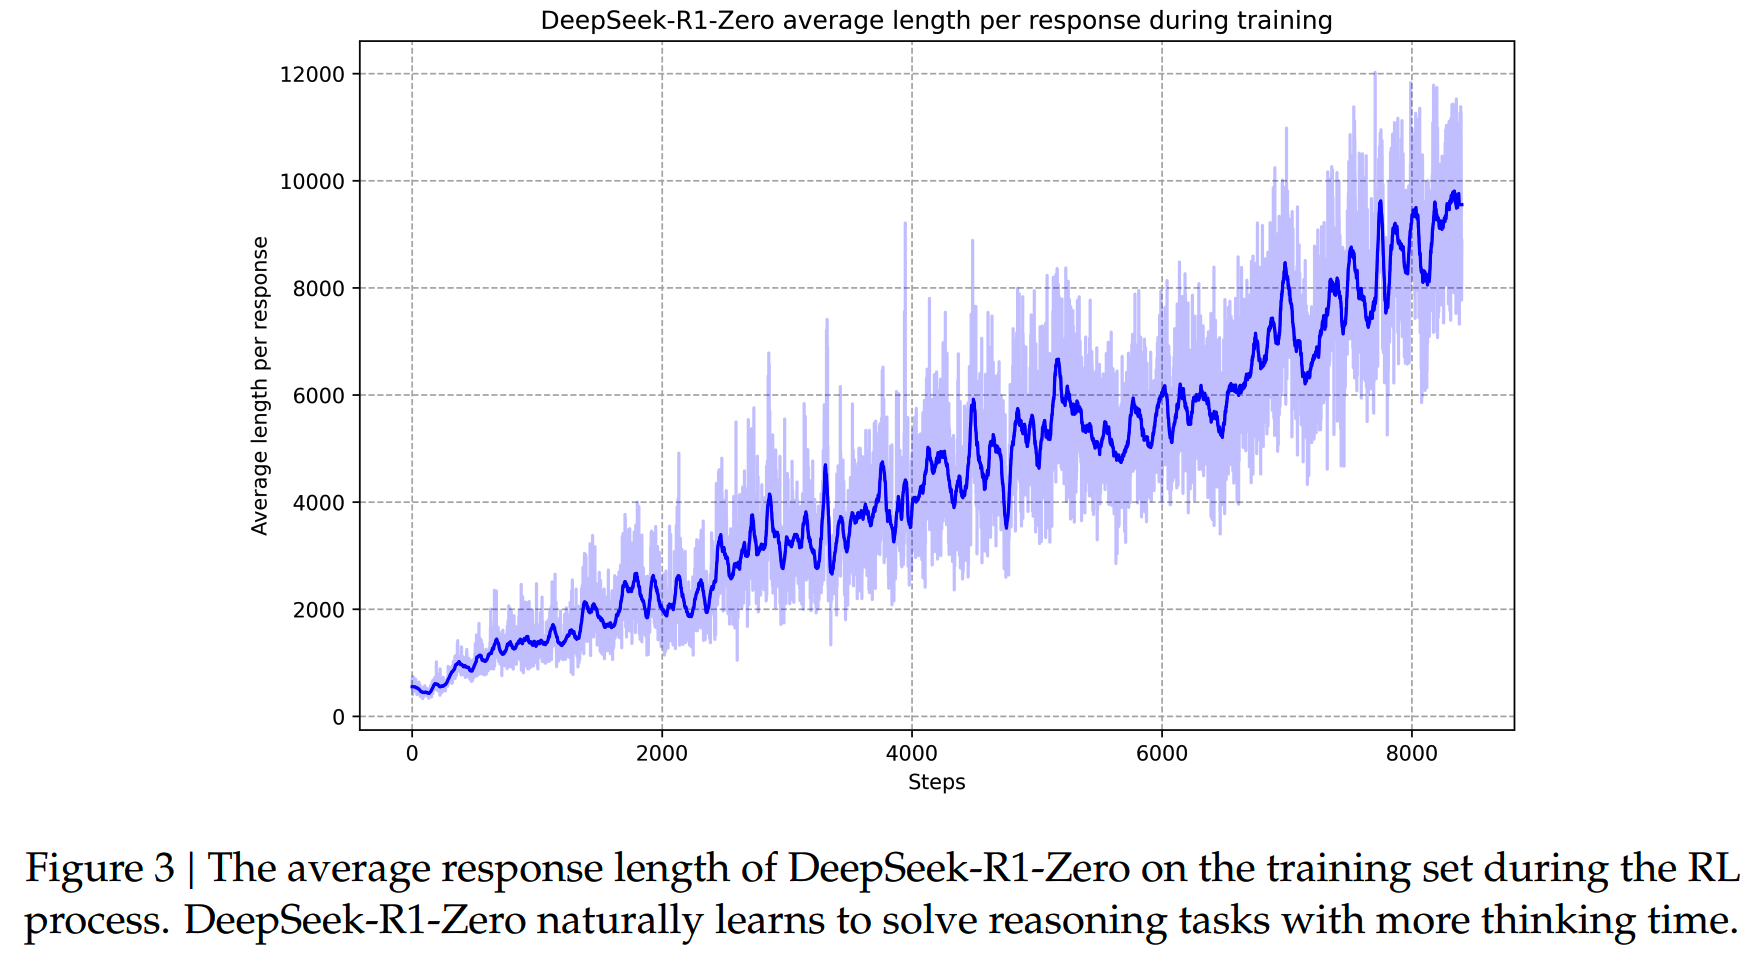 DeepSeek-R1-Zero average length per response during training
12000
10000
8000
6000
4000
2000
0
Average length per response
0 2000 4000 6000 8000
Steps
Figure 3 | The average response length of DeepSeek-R1-Zero on the training set during the RL
process. DeepSeek-R1-Zero naturally learns to solve reasoning tasks with more thinking time.